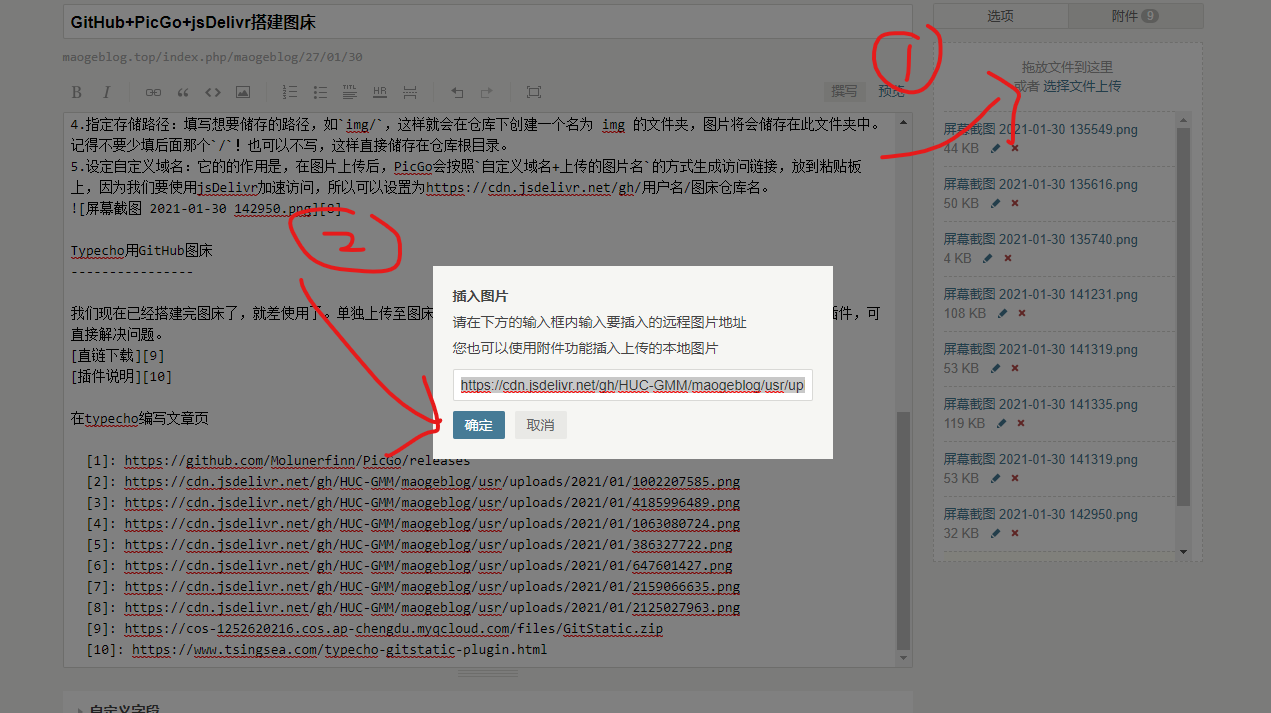 GitHub+PicGo+jsDelivr搭建图床
选项
附件 9
maogeblog.top/index.php/maogeblog/27/01/30
B I TITL HR
撰写 预览
1
拖放文件到这里
或者 选择文件上传
4.指定存储路径：填写想要储存的路径，如`img/`，这样就会在仓库下创建一个名为 img 的文件夹，图片将会储存在此文件夹中。
记得不要少填后面那个`/`！也可以不写，这样直接储存在仓库根目录。
5.设定自定义域名：它的的作用是，在图片上传后，PicGo会按照`自定义域名+上传的图片名`的方式生成访问链接，放到粘贴板
上，因为我们要使用jsDelivr加速访问，所以可以设置为https://cdn.jsdelivr.net/gh/用户名/图床仓库名。
![屏幕截图 2021-01-30 142950.png][8]
2
Typecho用GitHub图床
----------------
我们现在已经搭建完图床了，就差使用了。单独上传至图床
插件，可
直接解决问题。
[直链下载][9]
[插件说明][10]
在typecho编写文章页
插入图片
请在下方的输入框内输入要插入的远程图片地址
您也可以使用附件功能插入上传的本地图片
https://cdn.jsdelivr.net/gh/HUC-GMM/maogeblog/usr/up
确定 取消
[1]: https://github.com/Molunerfinn/PicGo/releases
[2]: https://cdn.jsdelivr.net/gh/HUC-GMM/maogeblog/usr/uploads/2021/01/1002207585.png
[3]: https://cdn.jsdelivr.net/gh/HUC-GMM/maogeblog/usr/uploads/2021/01/4185996489.png
[4]: https://cdn.jsdelivr.net/gh/HUC-GMM/maogeblog/usr/uploads/2021/01/1063080724.png
[5]: https://cdn.jsdelivr.net/gh/HUC-GMM/maogeblog/usr/uploads/2021/01/386327722.png
[6]: https://cdn.jsdelivr.net/gh/HUC-GMM/maogeblog/usr/uploads/2021/01/647601427.png
[7]: https://cdn.jsdelivr.net/gh/HUC-GMM/maogeblog/usr/uploads/2021/01/2159066635.png
[8]: https://cdn.jsdelivr.net/gh/HUC-GMM/maogeblog/usr/uploads/2021/01/2125027963.png
[9]: https://cos-1252620216.cos.ap-chengdu.myqcloud.com/files/GitStatic.zip
[10]: https://www.tsingsea.com/typecho-gitstatic-plugin.html
屏幕截图 2021-01-30 135549.png
44 KB
屏幕截图 2021-01-30 135616.png
50 KB
屏幕截图 2021-01-30 135740.png
4 KB
屏幕截图 2021-01-30 141231.png
108 KB
屏幕截图 2021-01-30 141319.png
53 KB
屏幕截图 2021-01-30 141335.png
119 KB
屏幕截图 2021-01-30 141319.png
53 KB
屏幕截图 2021-01-30 142950.png
32 KB
自定义字段